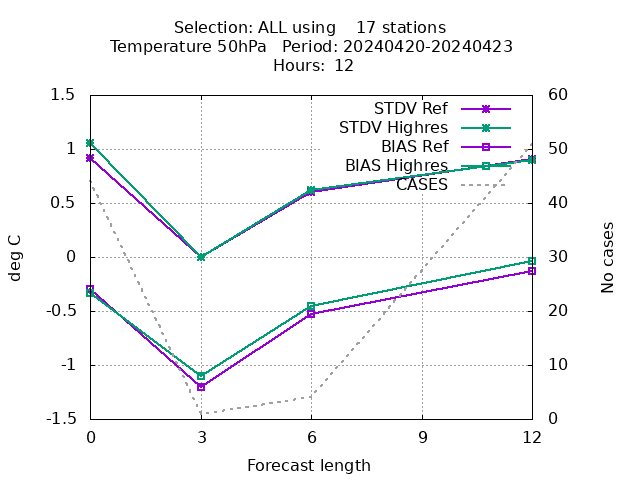 Selection: ALL using    17 stations
Temperature 50hPa   Period: 20240420-20240423
Hours: 12
1.5
1
0.5
0
-0.5
-1
-1.5
deg C
STDV Ref
STDV Highres
BIAS Ref
BIAS Highres
CASES
60
50
40
30
20
10
0
No cases
0 3 6 9 12
Forecast length